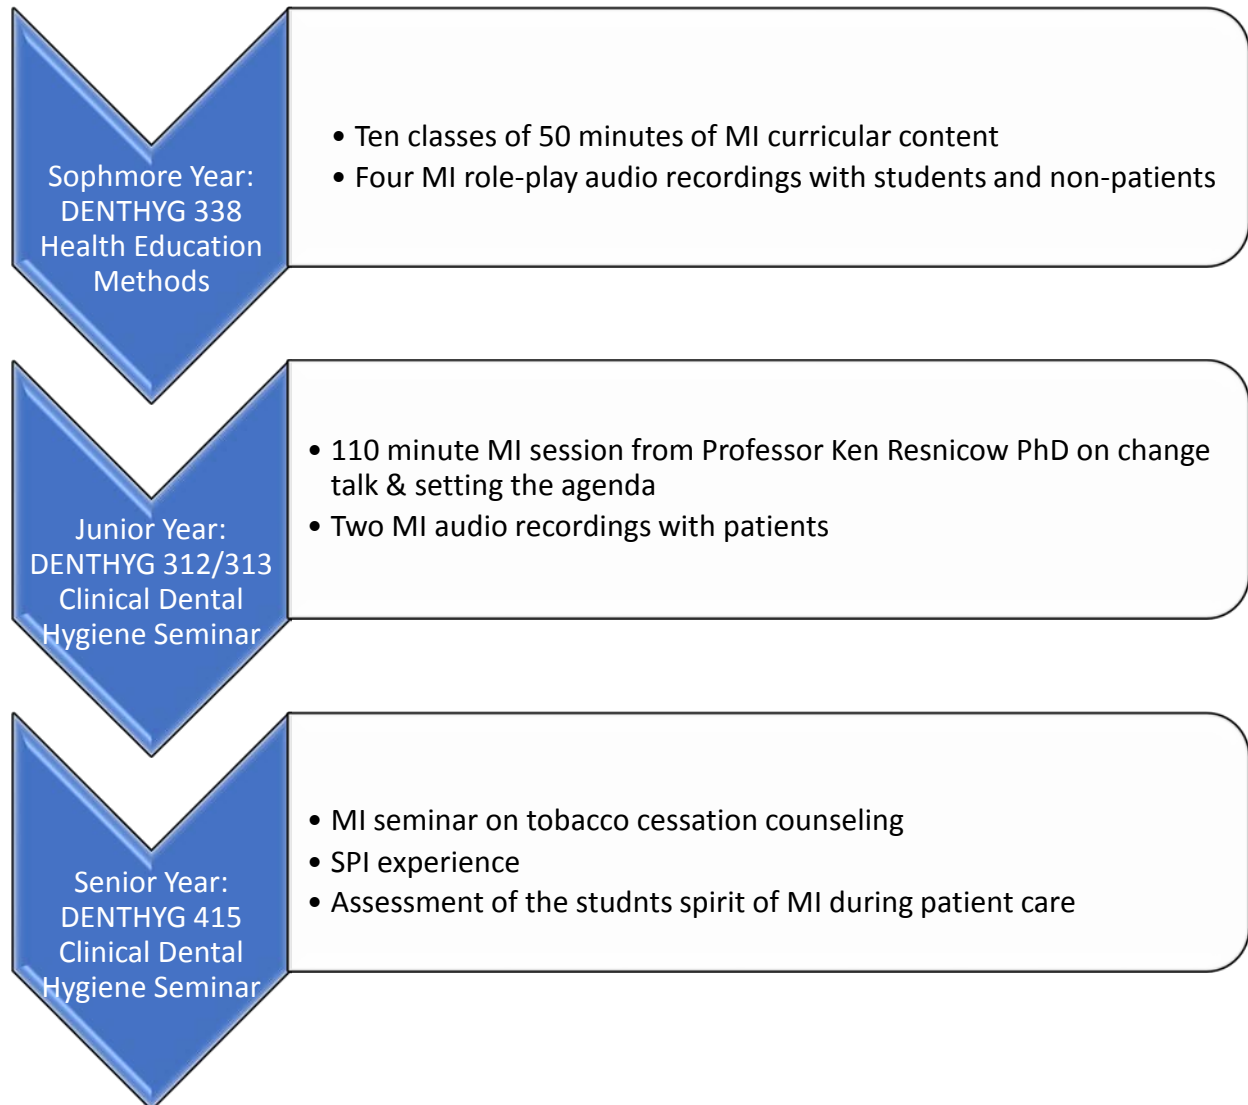 Sophmore Year:
DENTHYG 338
Health Education
Methods
• Ten classes of 50 minutes of MI curricular content
• Four MI role-play audio recordings with students and non-patients
Junior Year:
DENTHYG 312/313
Clinical Dental
Hygiene Seminar
• 110 minute MI session from Professor Ken Resnicow PhD on change
talk & setting the agenda
• Two MI audio recordings with patients
Senior Year:
DENTHYG 415
Clinical Dental
Hygiene Seminar
• MI seminar on tobacco cessation counseling
• SPI experience
• Assessment of the studnts spirit of MI during patient care